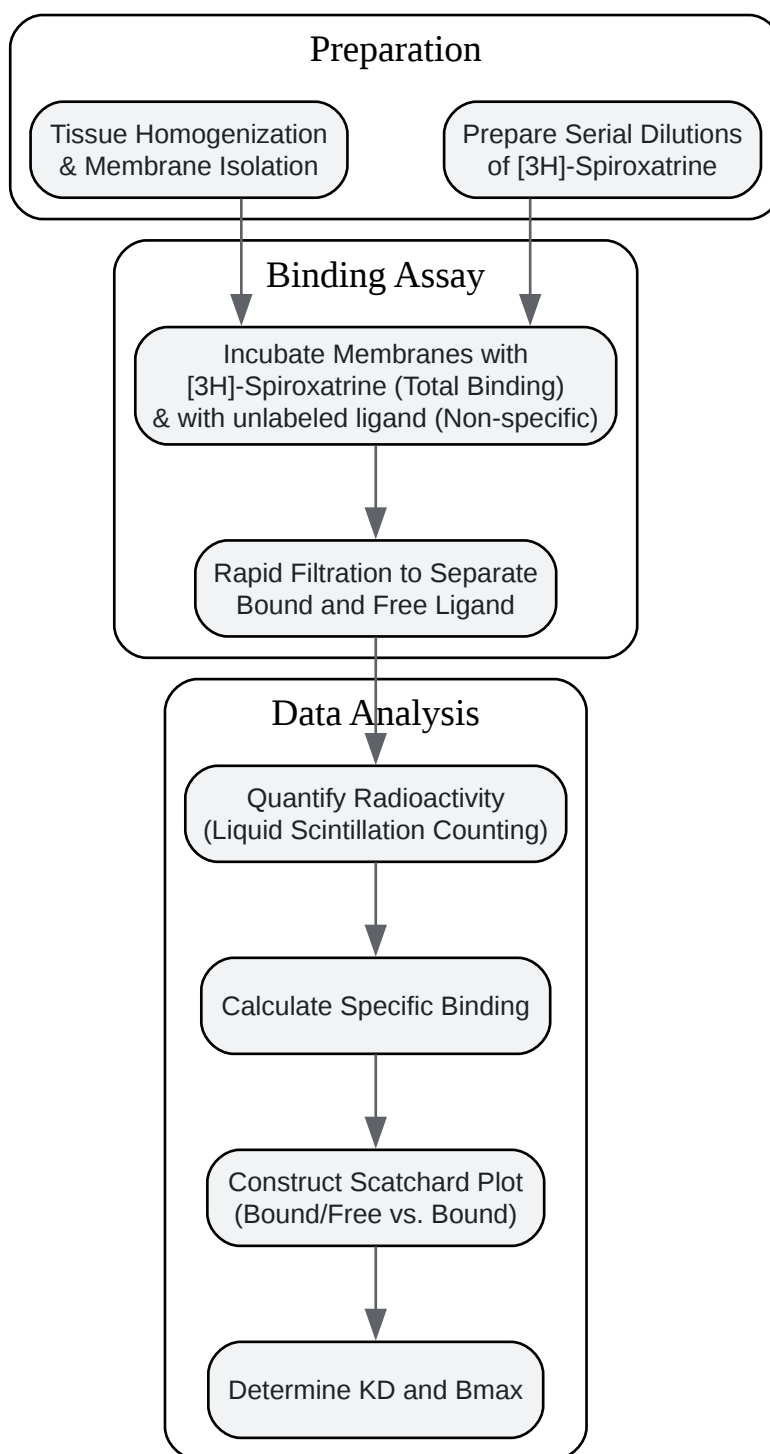 Preparation
Tissue Homogenization
& Membrane Isolation
Prepare Serial Dilutions
of [3H]-Spiroxatrine
Binding Assay
Incubate Membranes with
[3H]-Spiroxatrine (Total Binding)
& with unlabeled ligand (Non-specific)
Rapid Filtration to Separate
Bound and Free Ligand
Data Analysis
Quantify Radioactivity
(Liquid Scintillation Counting)
Calculate Specific Binding
Construct Scatchard Plot
(Bound/Free vs. Bound)
Determine KD and Bmax